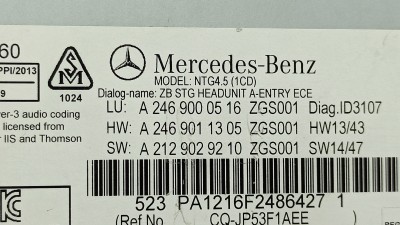 60
Mercedes-Benz
PPI/2013
MODEL: NTG4.5 (1CD)
Dialog-name: ZB STG HEADUNIT A-ENTRY ECE
9
1024
LU: A 246 900 05 16 ZGS001 Diag.ID3107
ver-3 audio coding
HW: A 246 901 13 05 ZGS001 HW13/43
licensed from
r IIS and Thomson
SW: A 212 902 92 10 ZGS001 SW14/47
523 PA1216F2486427 1
(Ref No. CQ-JP53F1AEE )